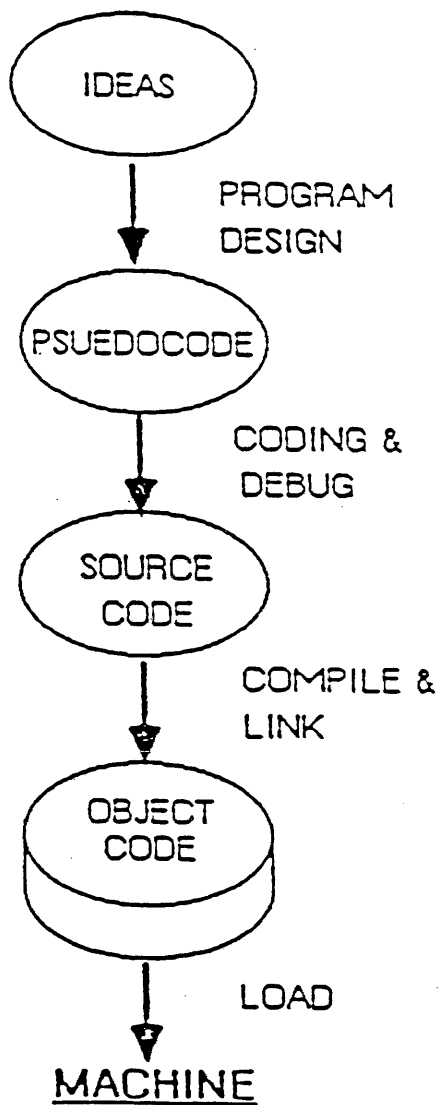 IDEAS
PROGRAM
DESIGN
PSUEDOCODE
CODING &
DEBUG
SOURCE
CODE
COMPILE &
LINK
OBJECT
CODE
LOAD
MACHINE